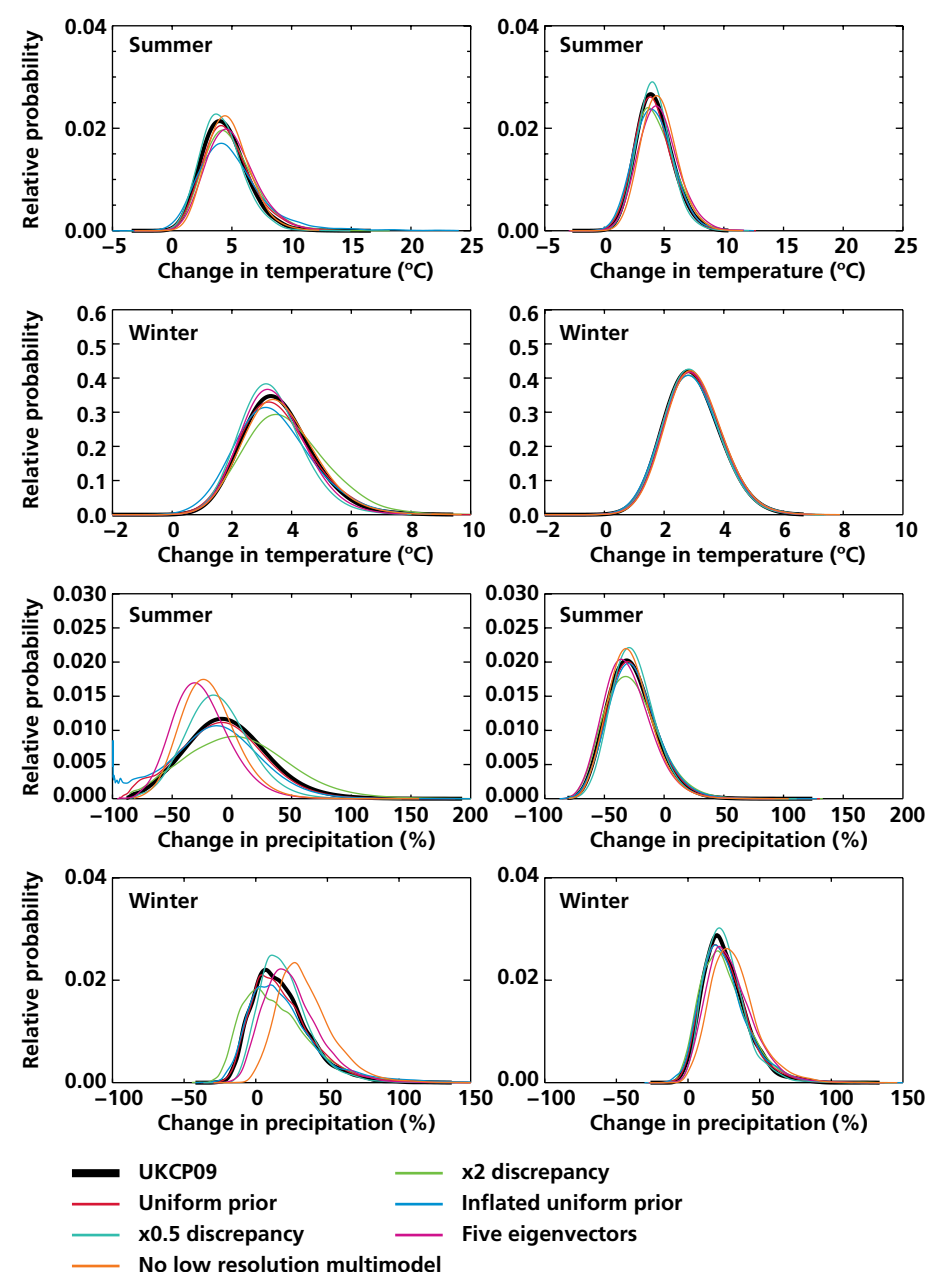 0.04 0.04
Summer Summer
Relative probability
0.02 0.02
0.00 0.00
−5 0 5 10 15 20 25 −5 0 5 10 15 20 25
Change in temperature (ºC) Change in temperature (ºC)
0.6 0.6
Winter Winter
Relative probability
0.5 0.5
0.4 0.4
0.3 0.3
0.2 0.2
0.1 0.1
0.0 0.0
−2 0 2 4 6 8 10 −2 0 2 4 6 8 10
Change in temperature (ºC) Change in temperature (ºC)
0.030 0.030
Summer Summer
Relative probability
0.025 0.025
0.020 0.020
0.015 0.015
0.010 0.010
0.005 0.005
0.000 0.000
−100 −50 0 50 100 150 200 −100 −50 0 50 100 150 200
Change in precipitation (%) Change in precipitation (%)
0.04 0.04
Winter Winter
Relative probability
0.02 0.02
0.00 0.00
−100 −50 0 50 100 150 −100 −50 0 50 100 150
Change in precipitation (%) Change in precipitation (%)
UKCP09 x2 discrepancy
Uniform prior Inflated uniform prior
x0.5 discrepancy Five eigenvectors
No low resolution multimodel